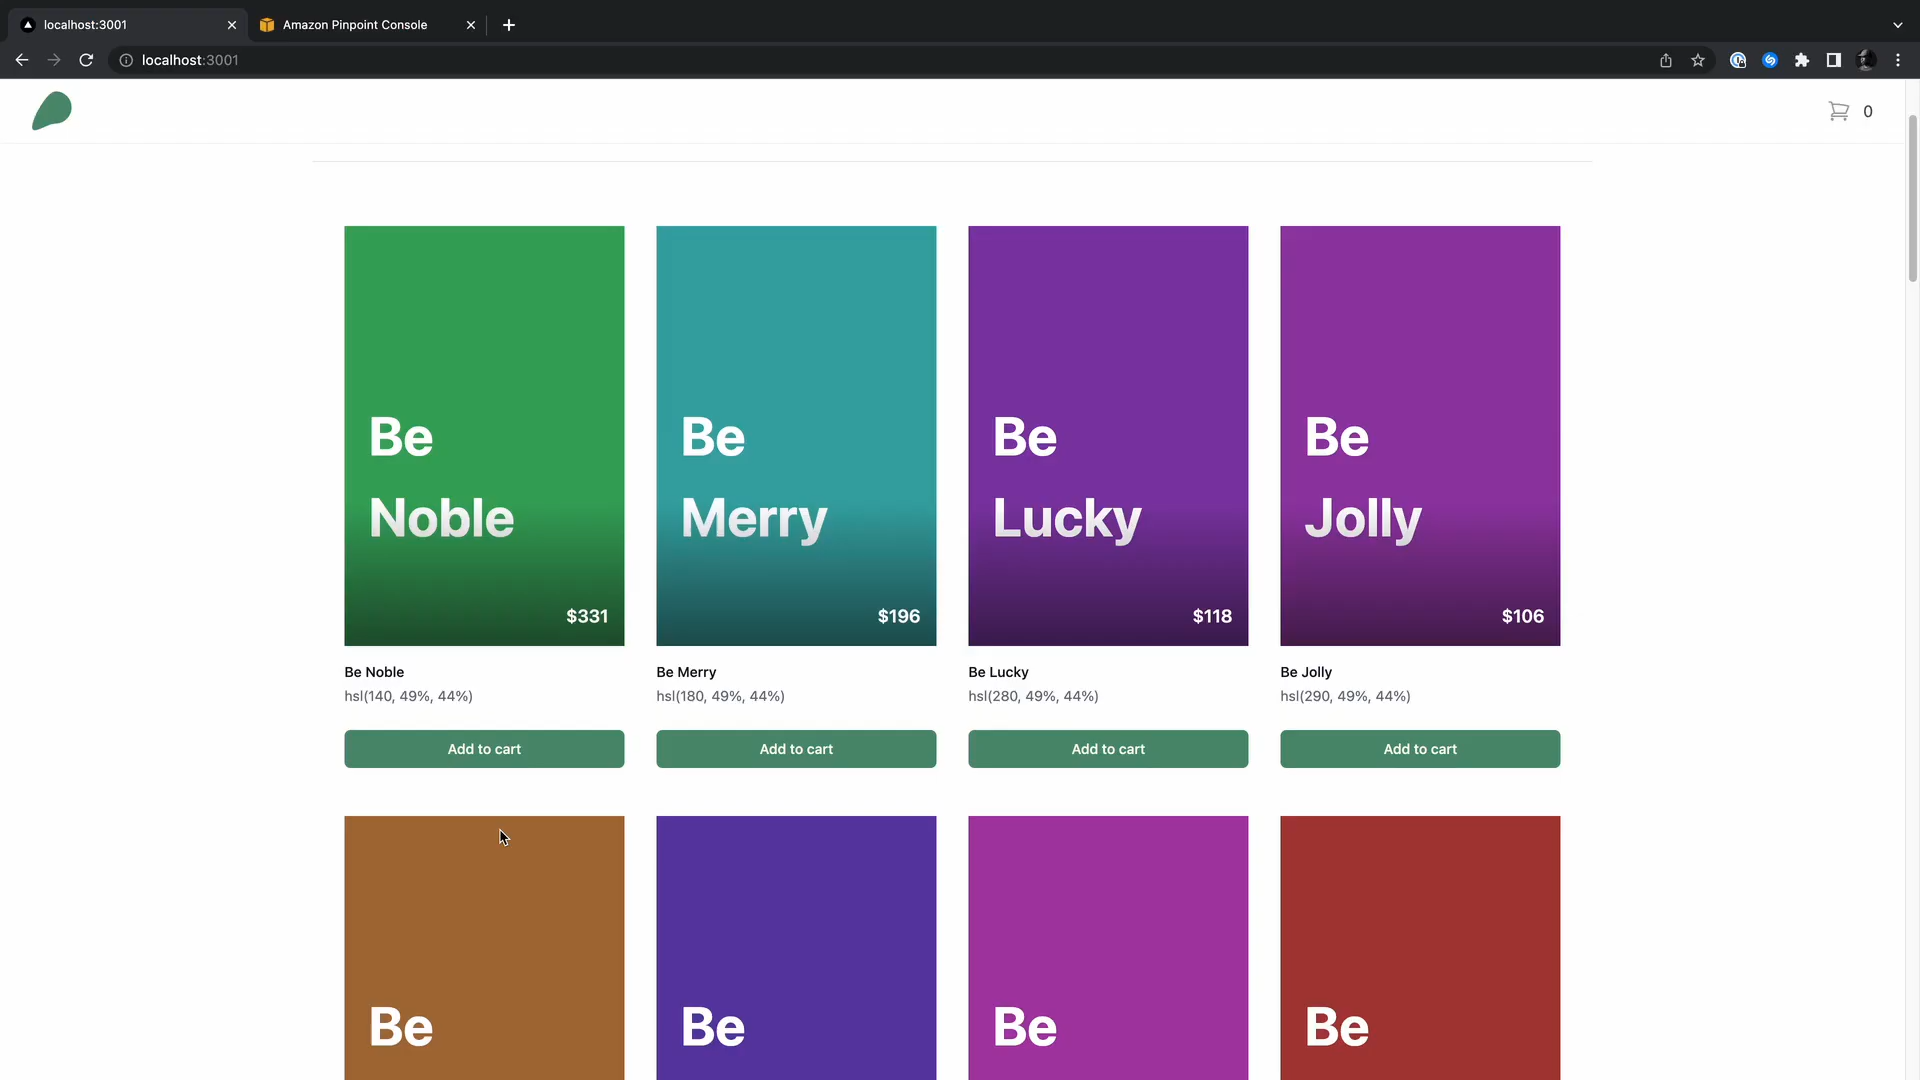 localhost:3001
Amazon Pinpoint Console
localhost:3001
0
Be
Noble
$331
Be
Merry
$196
Be
Lucky
$118
Be
Jolly
$106
Be Noble
hsl(140, 49%, 44%)
Add to cart
Be Merry
hsl(180, 49%, 44%)
Add to cart
Be Lucky
hsl(280, 49%, 44%)
Add to cart
Be Jolly
hsl(290, 49%, 44%)
Add to cart
Be
Be
Be
Be